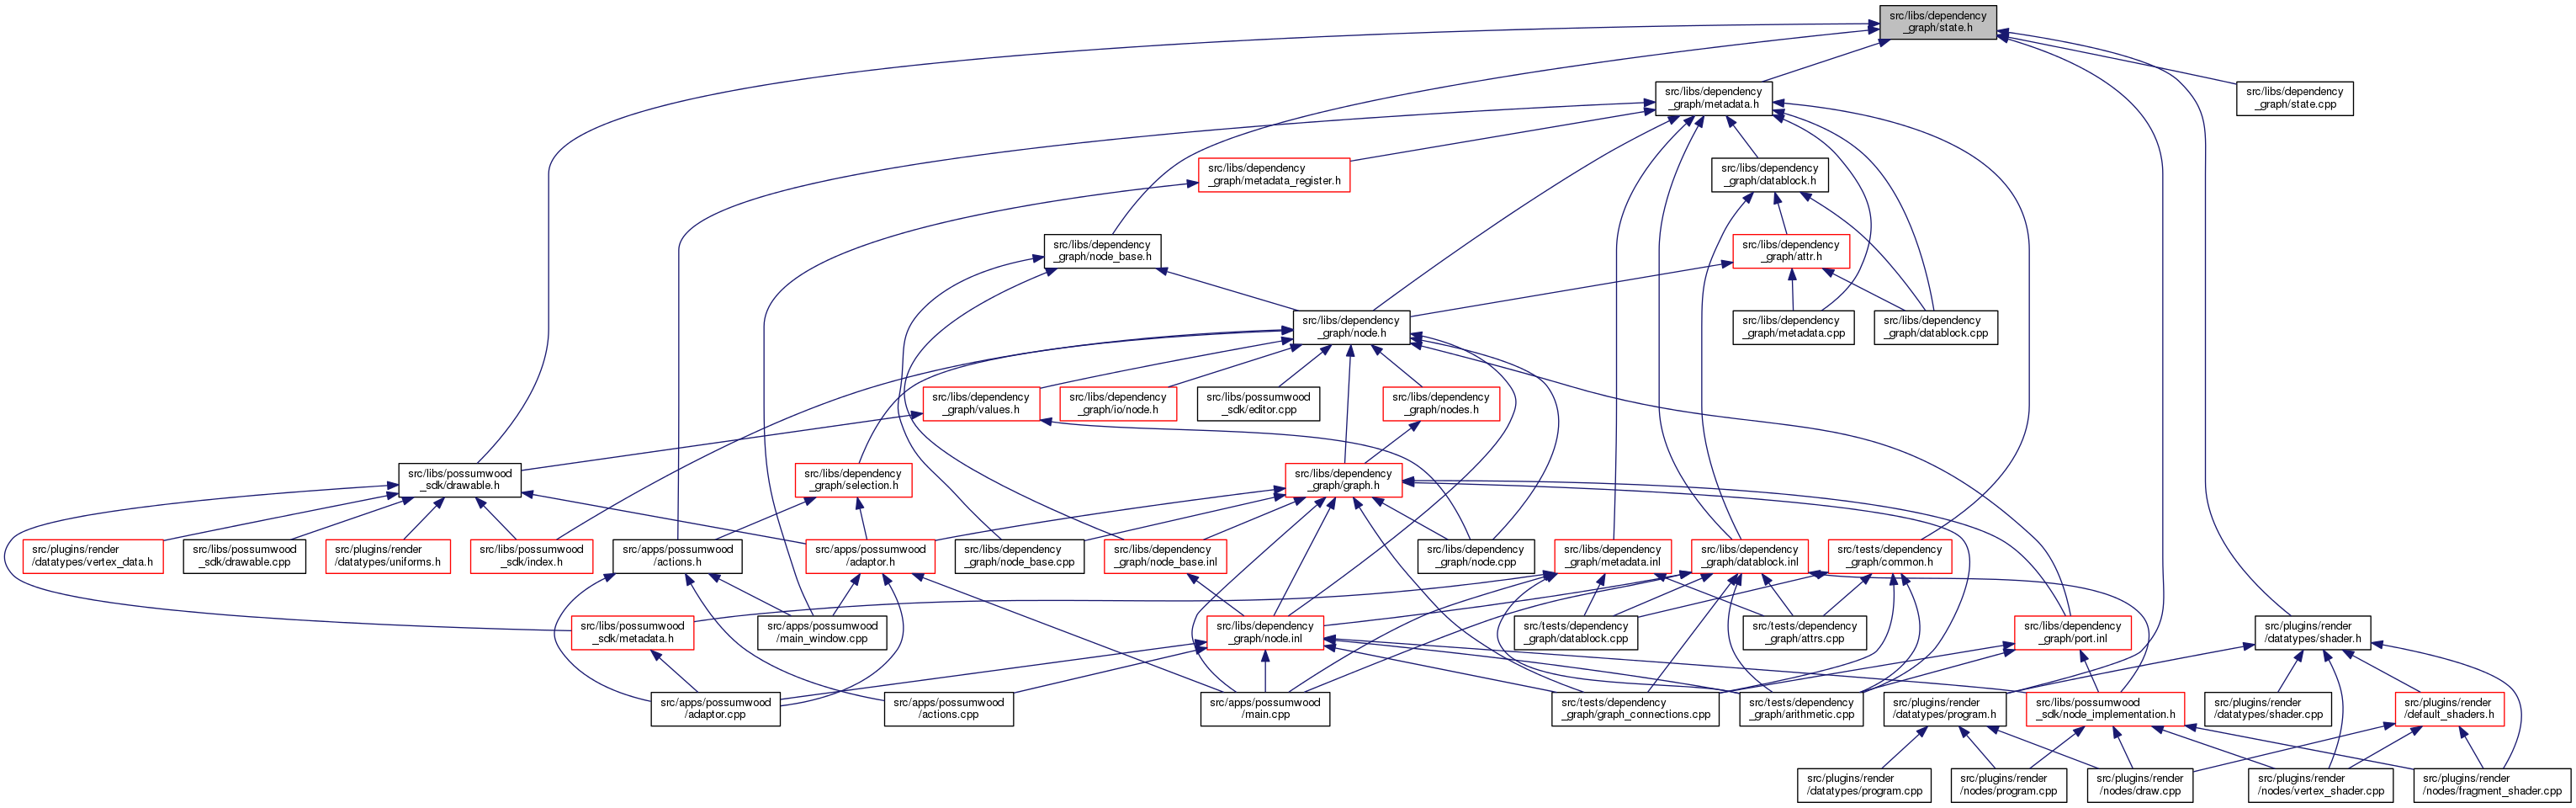 src/libs/dependency
_graph/state.h
src/libs/dependency
_graph/metadata.h
src/libs/dependency
_graph/state.cpp
src/libs/dependency
_graph/metadata_register.h
src/libs/dependency
_graph/datablock.h
src/libs/dependency
_graph/node_base.h
src/libs/dependency
_graph/attr.h
src/libs/dependency
_graph/node.h
src/libs/dependency
_graph/metadata.cpp
src/libs/dependency
_graph/datablock.cpp
src/libs/dependency
_graph/values.h
src/libs/dependency
_graph/io/node.h
src/libs/possumwood
_sdk/editor.cpp
src/libs/dependency
_graph/nodes.h
src/libs/possumwood
_sdk/drawable.h
src/libs/dependency
_graph/selection.h
src/libs/dependency
_graph/graph.h
src/plugins/render
/datatypes/vertex_data.h
src/libs/possumwood
_sdk/drawable.cpp
src/plugins/render
/datatypes/uniforms.h
src/libs/possumwood
_sdk/index.h
src/apps/possumwood
/actions.h
src/apps/possumwood
/adaptor.h
src/libs/dependency
_graph/node_base.cpp
src/libs/dependency
_graph/node_base.inl
src/libs/dependency
_graph/node.cpp
src/libs/dependency
_graph/metadata.inl
src/libs/dependency
_graph/datablock.inl
src/tests/dependency
_graph/common.h
src/libs/possumwood
_sdk/metadata.h
src/apps/possumwood
/main_window.cpp
src/libs/dependency
_graph/node.inl
src/tests/dependency
_graph/datablock.cpp
src/tests/dependency
_graph/attrs.cpp
src/libs/dependency
_graph/port.inl
src/plugins/render
/datatypes/shader.h
src/apps/possumwood
/adaptor.cpp
src/apps/possumwood
/actions.cpp
src/apps/possumwood
/main.cpp
src/tests/dependency
_graph/graph_connections.cpp
src/tests/dependency
_graph/arithmetic.cpp
src/plugins/render
/datatypes/program.h
src/libs/possumwood
_sdk/node_implementation.h
src/plugins/render
/datatypes/shader.cpp
src/plugins/render
/default_shaders.h
src/plugins/render
/datatypes/program.cpp
src/plugins/render
/nodes/program.cpp
src/plugins/render
/nodes/draw.cpp
src/plugins/render
/nodes/vertex_shader.cpp
src/plugins/render
/nodes/fragment_shader.cpp